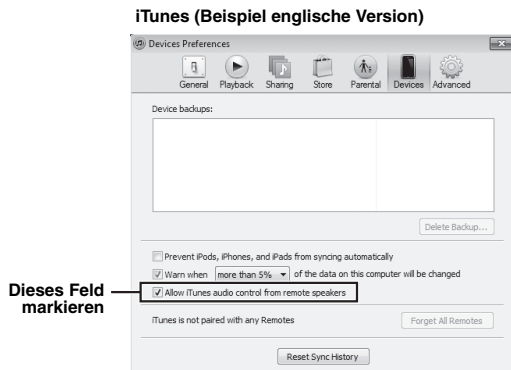 iTunes (Beispiel englische Version)
Devices Preferences
General Playback Sharing Store Parental Devices Advanced
Device backups:
Delete Backup...
Prevent iPods, iPhones, and iPads from syncing automatically
Warn when more than 5% of the data on this computer will be changed
Dieses Feld markieren
Allow iTunes audio control from remote speakers
iTunes is not paired with any Remotes
Forget All Remotes
Reset Sync History